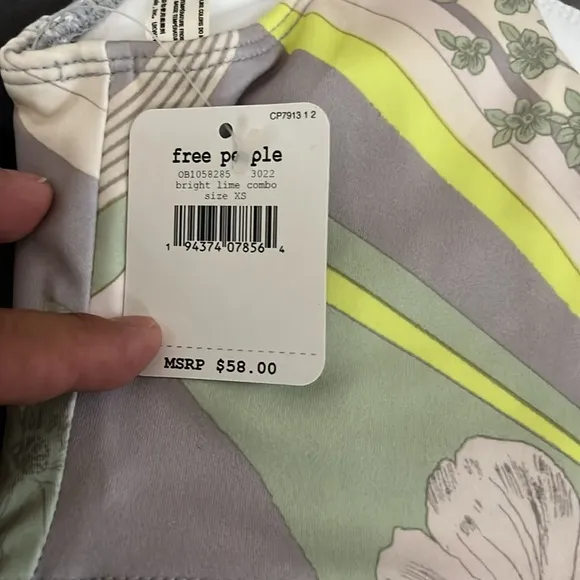 CP7913 1 2
free people
OB1058285 3022
bright lime combo
size XS
1 94374 07856 4
MSRP $58.00